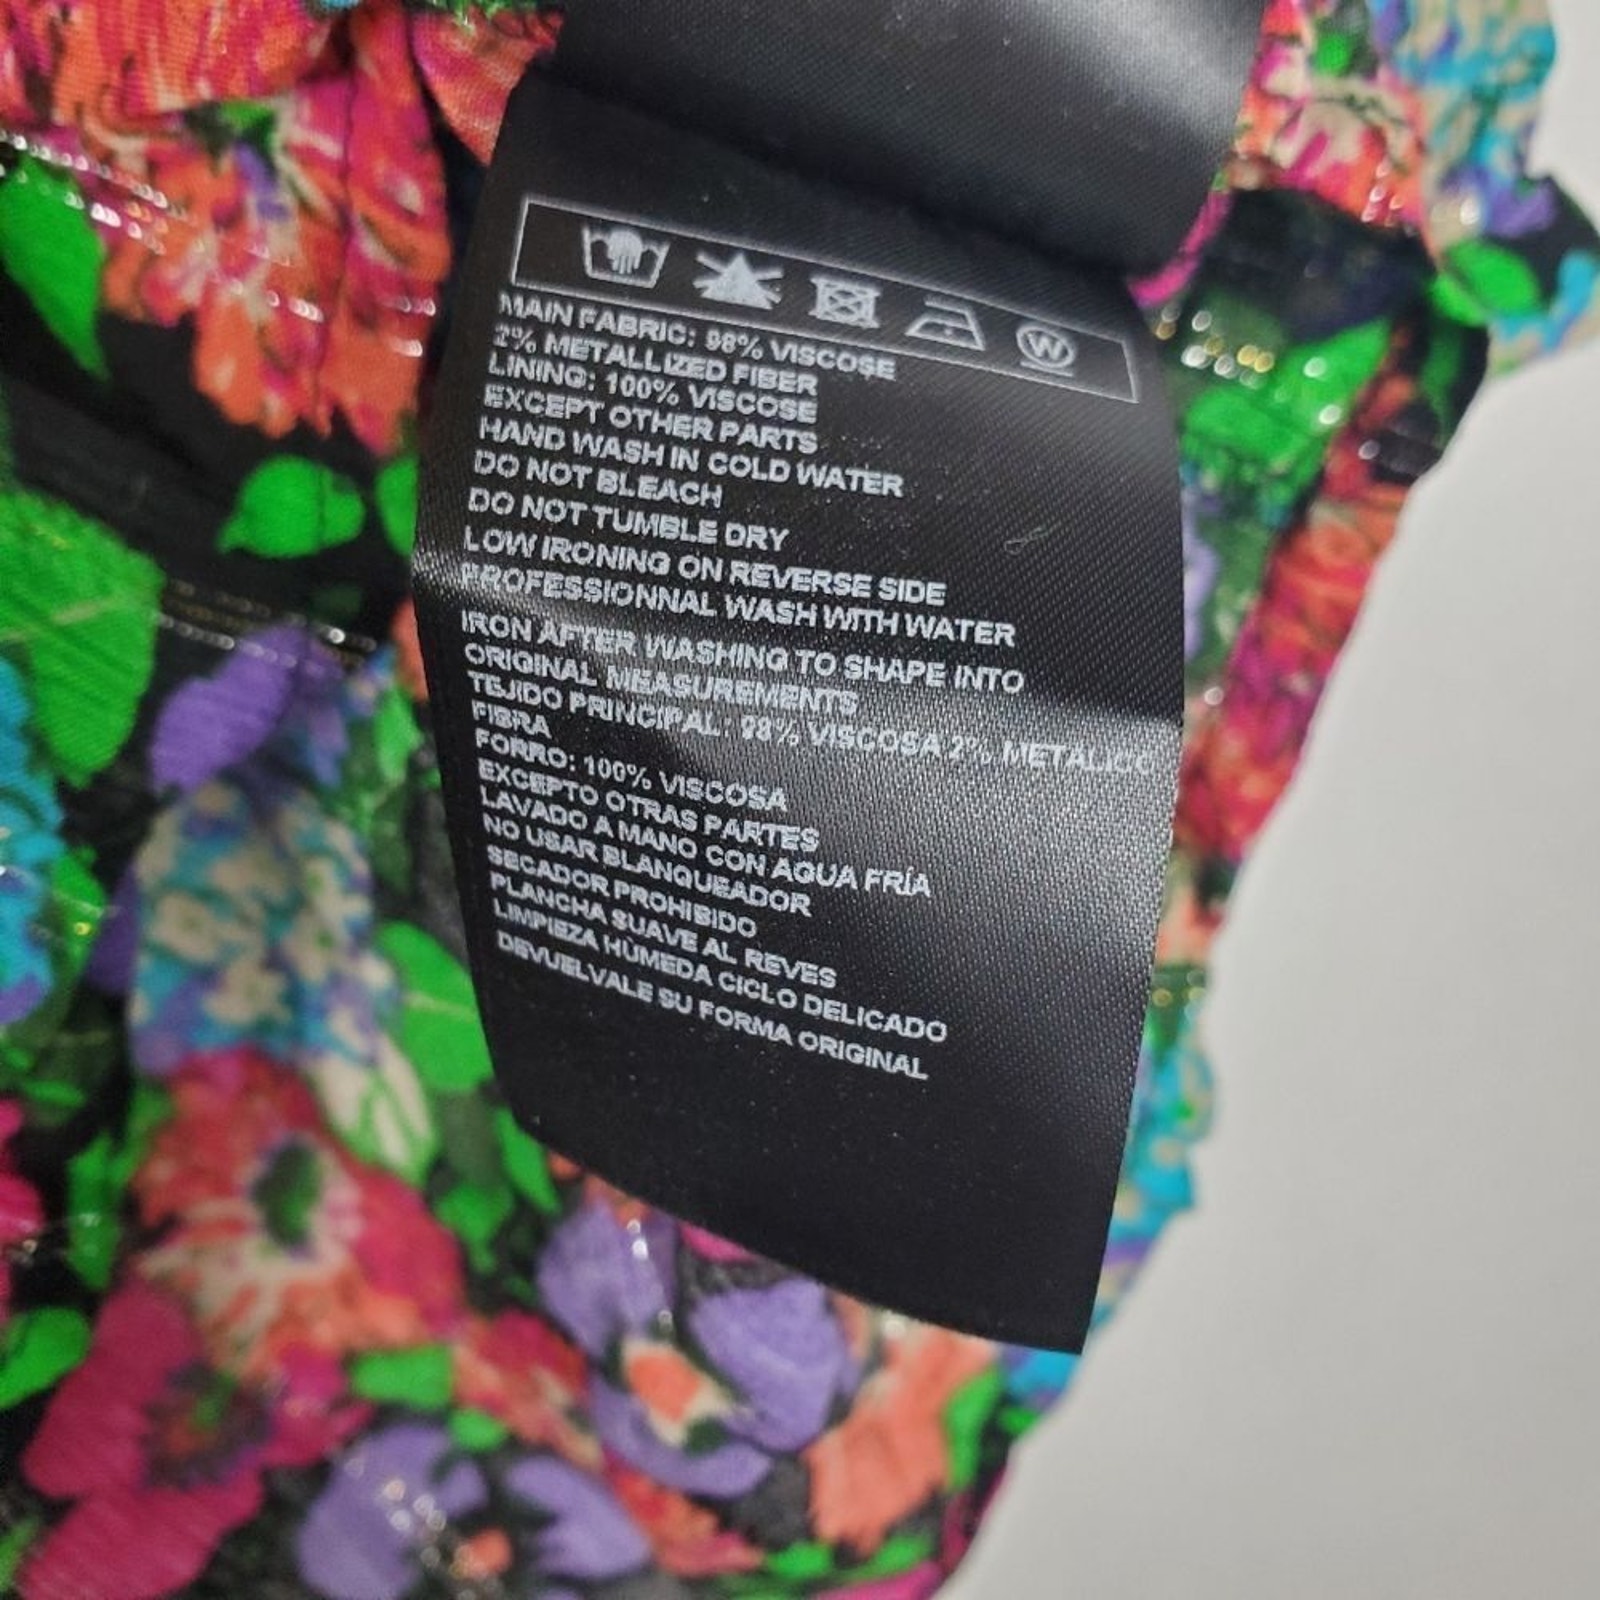 W
MAIN FABRIC: 98% VISCOSE
2% METALLIZED FIBER
LINING: 100% VISCOSE
EXCEPT OTHER PARTS
HAND WASH IN COLD WATER
DO NOT BLEACH
DO NOT TUMBLE DRY
LOW IRONING ON REVERSE SIDE
PROFESSIONNAL WASH WITH WATER
IRON AFTER WASHING TO SHAPE INTO
ORIGINAL MEASUREMENTS
TEJIDO PRINCIPAL: 98% VISCOSA 2% METALICO
FIBRA
FORRO: 100% VISCOSA
EXCEPTO OTRAS PARTES
LAVADO A MANO CON AGUA FRÍA
NO USAR BLANQUEADOR
SECADOR PROHIBIDO
PLANCHA SUAVE AL REVES
LIMPIEZA HÚMEDA CICLO DELICADO
DEVUELVALE SU FORMA ORIGINAL